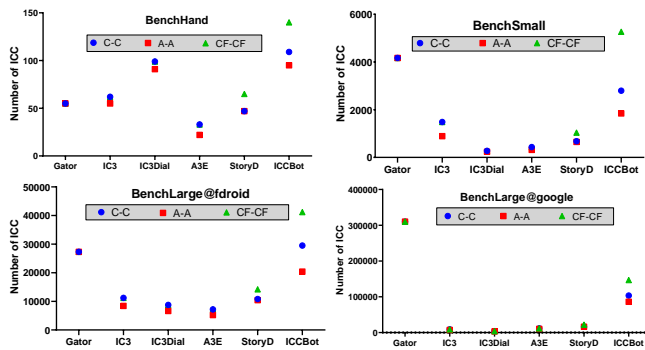 BenchHand
Number of ICC
150
100
50
0
C-C A-A CF-CF
Gator IC3 IC3Dial A3E StoryD ICCBot
BenchSmall
Number of ICC
6000
4000
2000
0
C-C A-A CF-CF
Gator IC3 IC3Dial A3E StoryD ICCBot
BenchLarge@fdroid
Number of ICC
50000
40000
30000
20000
10000
0
C-C A-A CF-CF
Gator IC3 IC3Dial A3E StoryD ICCBot
BenchLarge@google
Number of ICC
400000
300000
200000
100000
0
C-C A-A CF-CF
Gator IC3 IC3Dial A3E StoryD ICCBot